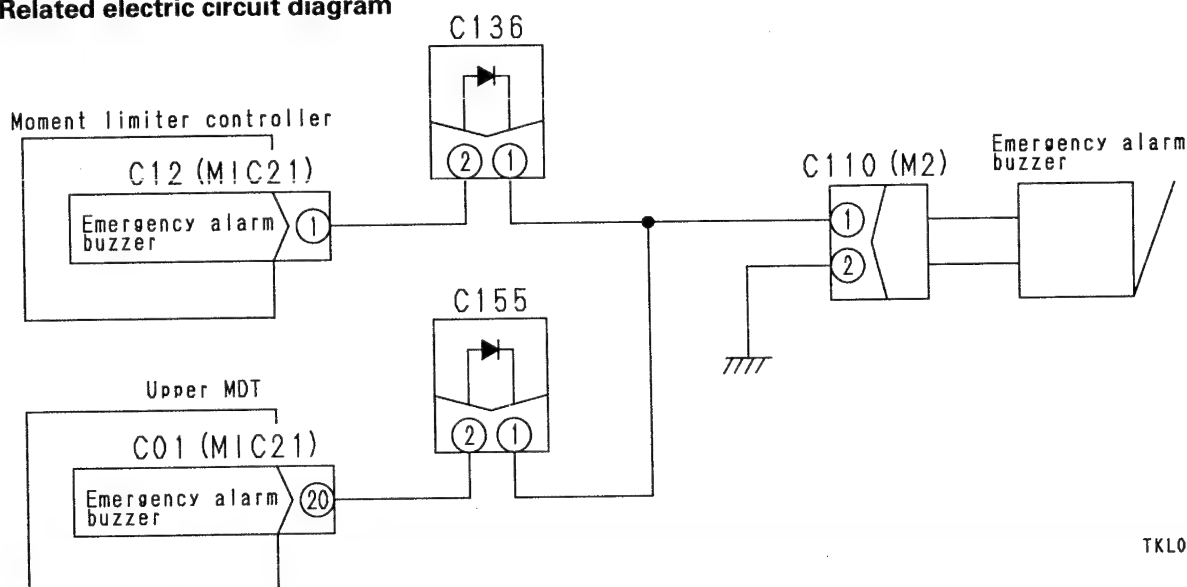 Related electric circuit diagram
C136
Moment limiter controller
C12 (MIC21)
Emergency alarm
buzzer
1
2 1
C110 (M2)
1
2
Emergency alarm
buzzer
C155
2 1
Upper MDT
C01 (MIC21)
Emergency alarm
buzzer
20
TKL0